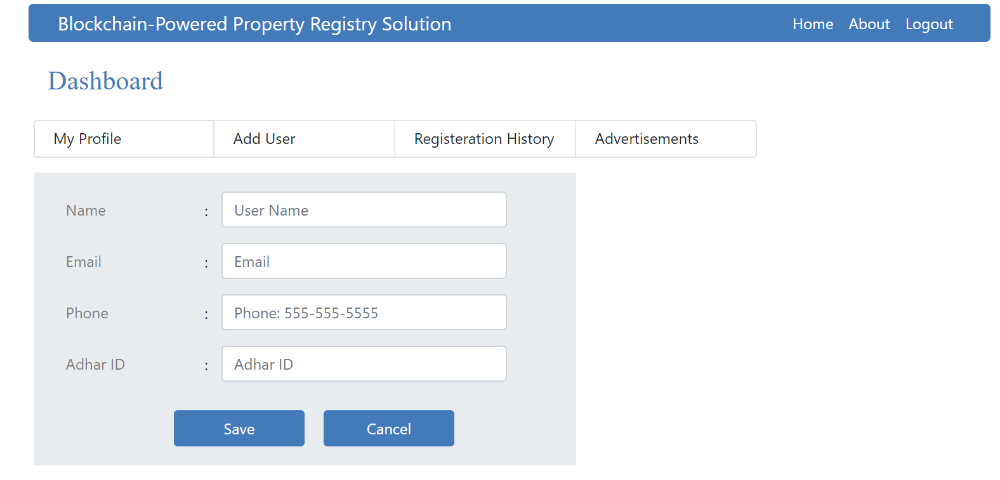 Blockchain-Powered Property Registry Solution Home About Logout
Dashboard
My Profile Add User Registeration History Advertisements
Name : User Name
Email : Email
Phone : Phone: 555-555-5555
Adhar ID : Adhar ID
Save Cancel